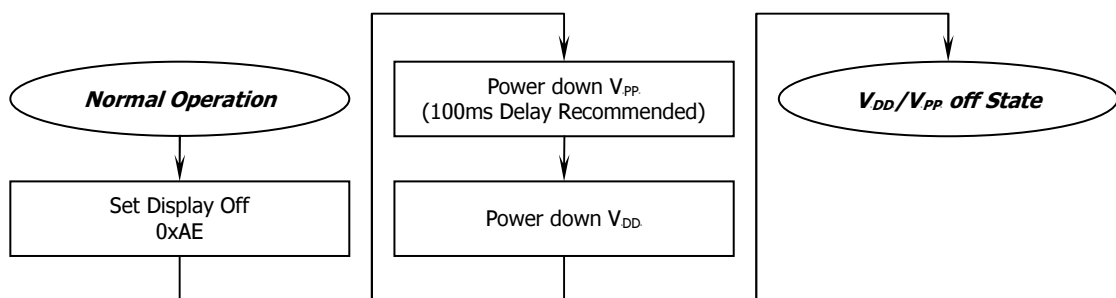 Normal Operation
Set Display Off
0xAE
Power down VPP
(100ms Delay Recommended)
Power down VDD
VDD/VPP off State